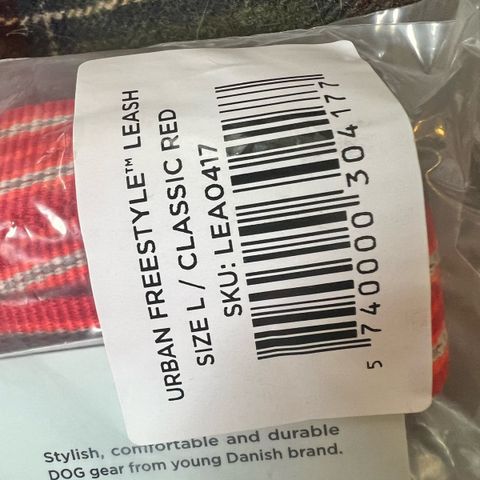 URBAN FREESTYLE™ LEASH
SIZE L / CLASSIC RED
SKU: LEA0417
5 740000 304177
Stylish, comfortable and durable
DOG gear from young Danish brand.